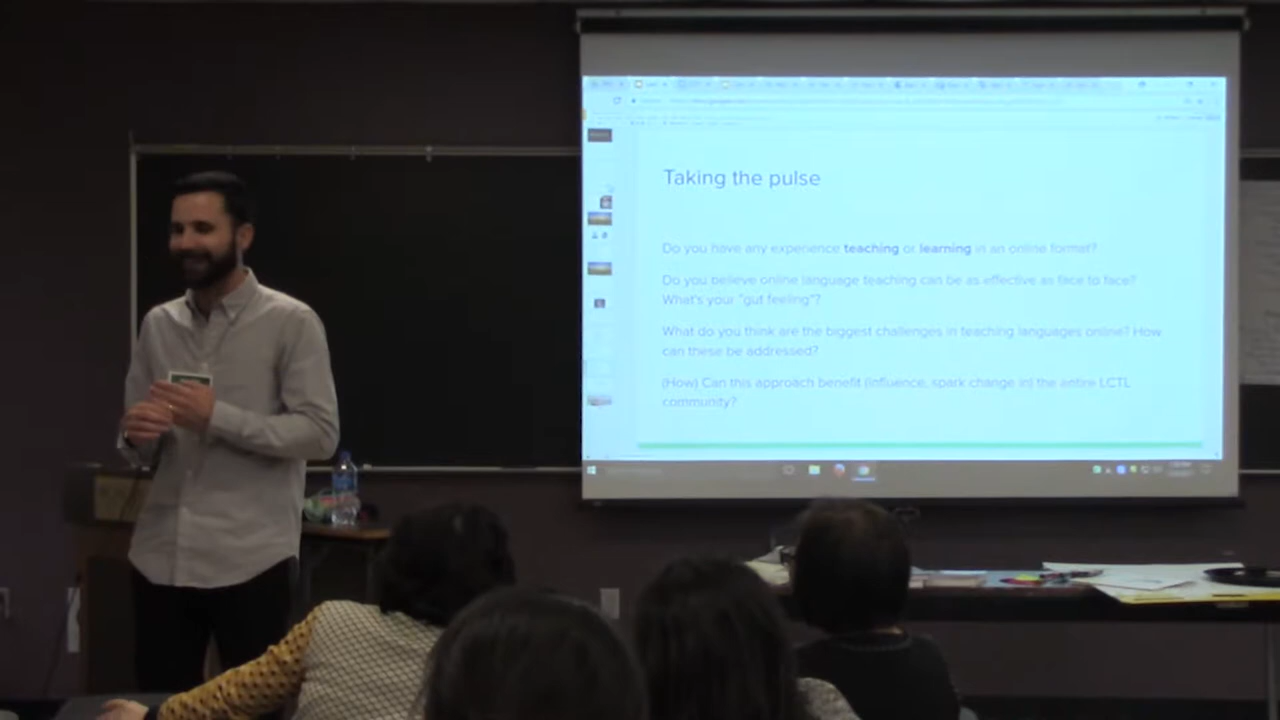 Taking the pulse
Do you have any experience teaching or learning in an online format?
Do you believe online language teaching can be as effective as face to face?
What's your "gut feeling"?
What do you think are the biggest challenges in teaching languages online? How
can these be addressed?
(How) Can this approach benefit (influence, spark change in) the entire LCTL
community?